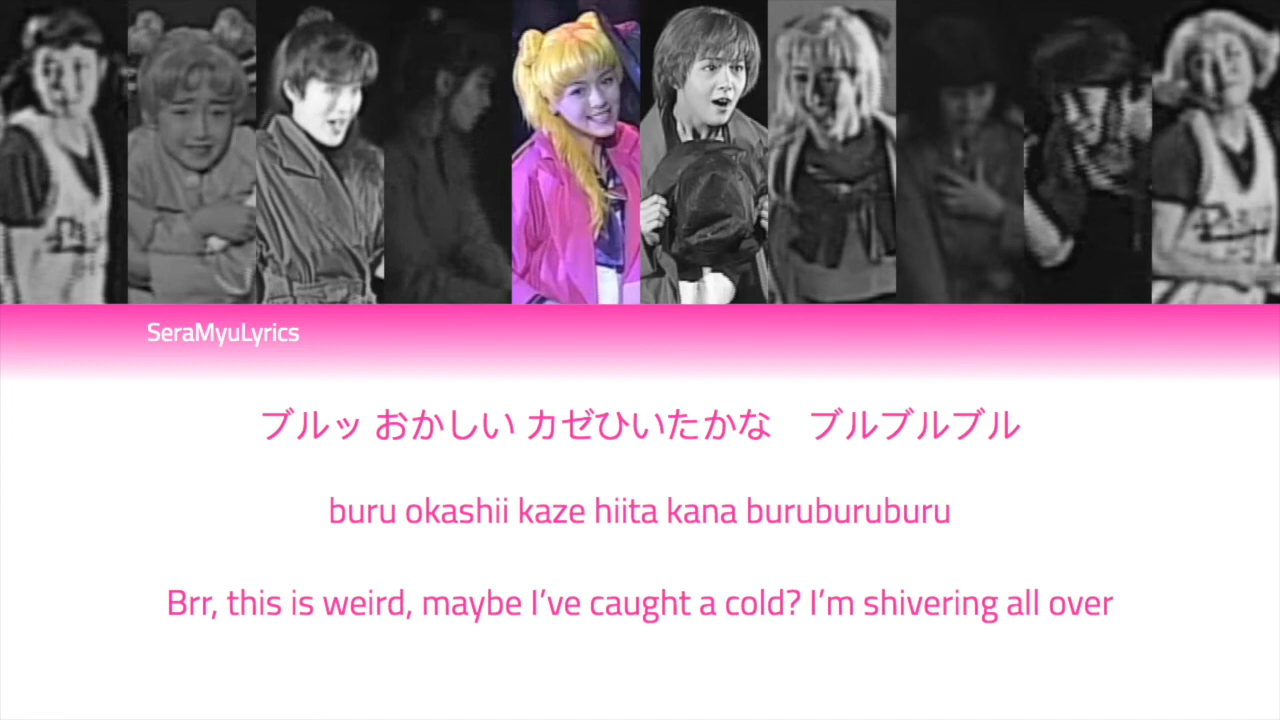 SeraMyuLyrics
ブルッ おかしい カゼひいたかな　ブルブルブル
buru okashii kaze hiita kana buruburuburu
Brr, this is weird, maybe I’ve caught a cold? I’m shivering all over